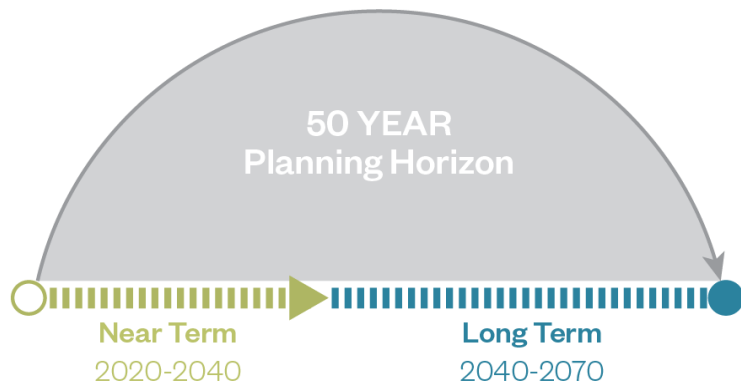 50 YEAR
Planning Horizon
Near Term
2020-2040
Long Term
2040-2070